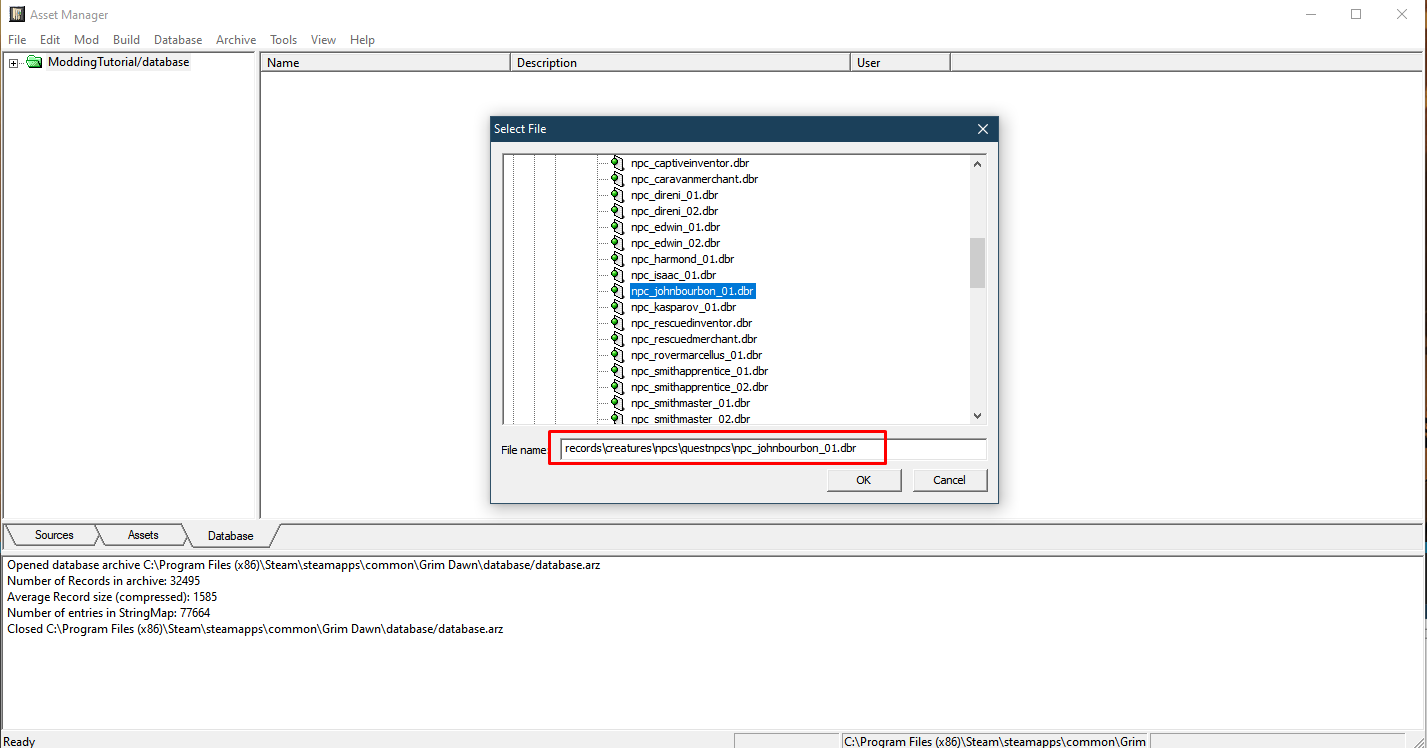 Asset Manager
File Edit Mod Build Database Archive Tools View Help
ModdingTutorial/database
Name Description User
Select File
npc_captiveinventor.dbr
npc_caravanmerchant.dbr
npc_direni_01.dbr
npc_direni_02.dbr
npc_edwin_01.dbr
npc_edwin_02.dbr
npc_harmond_01.dbr
npc_isaac_01.dbr
npc_johnbourbon_01.dbr
npc_kasparov_01.dbr
npc_rescuedinventor.dbr
npc_rescuedmerchant.dbr
npc_rovermarcellus_01.dbr
npc_smithapprentice_01.dbr
npc_smithapprentice_02.dbr
npc_smithmaster_01.dbr
npc_smithmaster_02.dbr
File name records\creatures\npcs\questnpcs\npc_johnbourbon_01.dbr
OK Cancel
Sources Assets Database
Opened database archive C:\Program Files (x86)\Steam\steamapps\common\Grim Dawn\database/database.arz
Number of Records in archive: 32495
Average Record size (compressed): 1585
Number of entries in StringMap: 77664
Closed C:\Program Files (x86)\Steam\steamapps\common\Grim Dawn\database/database.arz
Ready C:\Program Files (x86)\Steam\steamapps\common\Grim